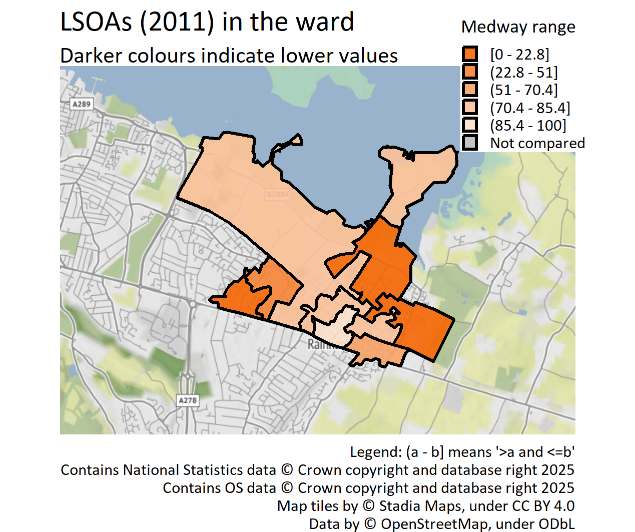 LSOAs (2011) in the ward
Darker colours indicate lower values
Medway range
[0 - 22.8]
(22.8 - 51]
(51 - 70.4]
(70.4 - 85.4]
(85.4 - 100]
Not compared
A289
A278
Legend: (a - b] means '>a and <=b'
Contains National Statistics data © Crown copyright and database right 2025
Contains OS data © Crown copyright and database right 2025
Map tiles by © Stadia Maps, under CC BY 4.0
Data by © OpenStreetMap, under ODbL